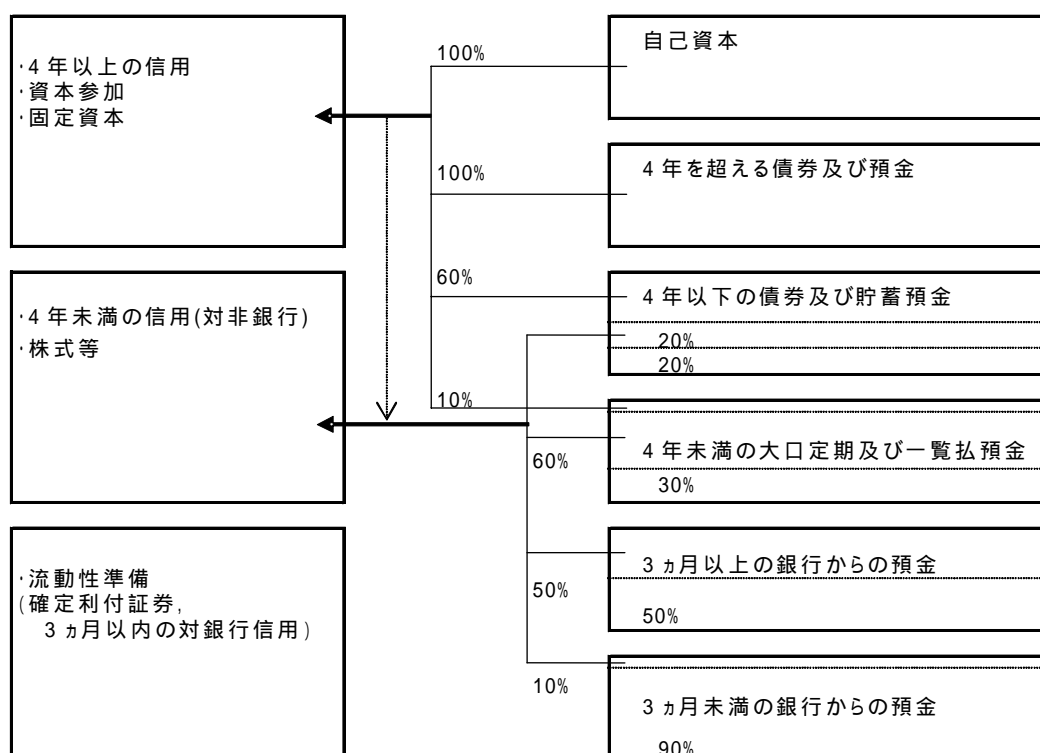 ・4年以上の信用
・資本参加
・固定資本
・4年未満の信用(対非銀行)
・株式等
・流動性準備
(確定利付証券,
3ヵ月以内の対銀行信用)
100%
100%
60%
10%
60%
50%
10%
自己資本
4年を超える債券及び預金
4年以下の債券及び貯蓄預金
20%
20%
4年未満の大口定期及び一覧払預金
30%
3ヵ月以上の銀行からの預金
50%
3ヵ月未満の銀行からの預金
90%